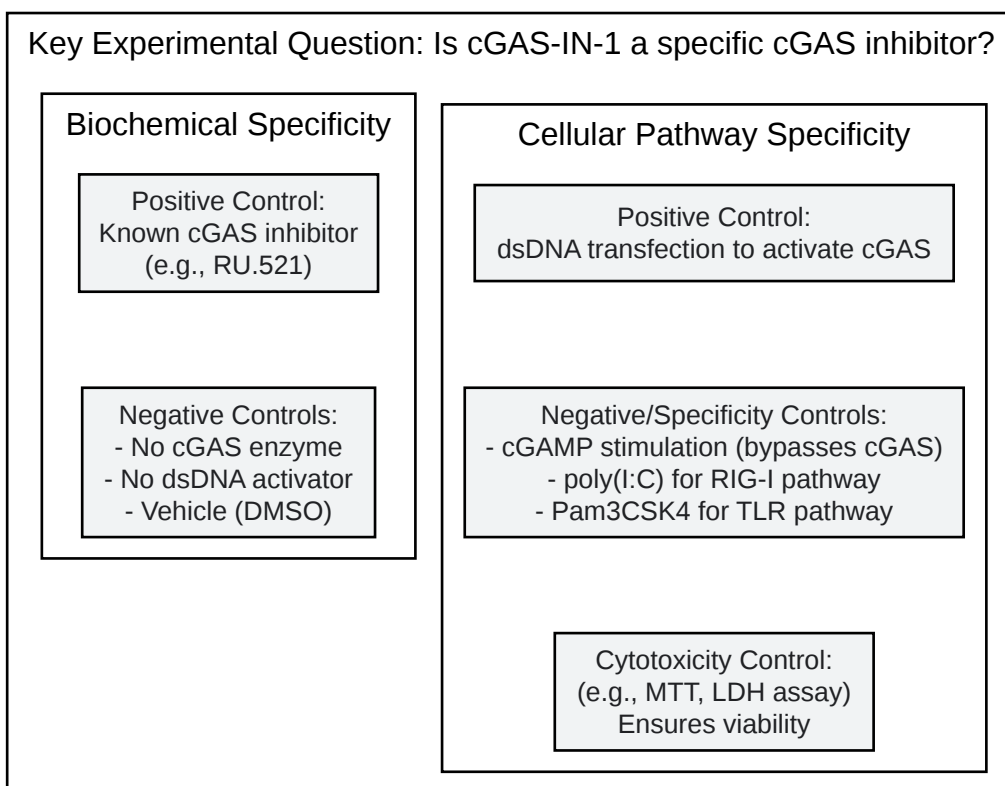 Key Experimental Question: Is cGAS-IN-1 a specific cGAS inhibitor?
Biochemical Specificity
Positive Control:
Known cGAS inhibitor
(e.g., RU.521)
Negative Controls:
- No cGAS enzyme
- No dsDNA activator
- Vehicle (DMSO)
Cellular Pathway Specificity
Positive Control:
dsDNA transfection to activate cGAS
Negative/Specificity Controls:
- cGAMP stimulation (bypasses cGAS)
- poly(I:C) for RIG-I pathway
- Pam3CSK4 for TLR pathway
Cytotoxicity Control:
(e.g., MTT, LDH assay)
Ensures viability